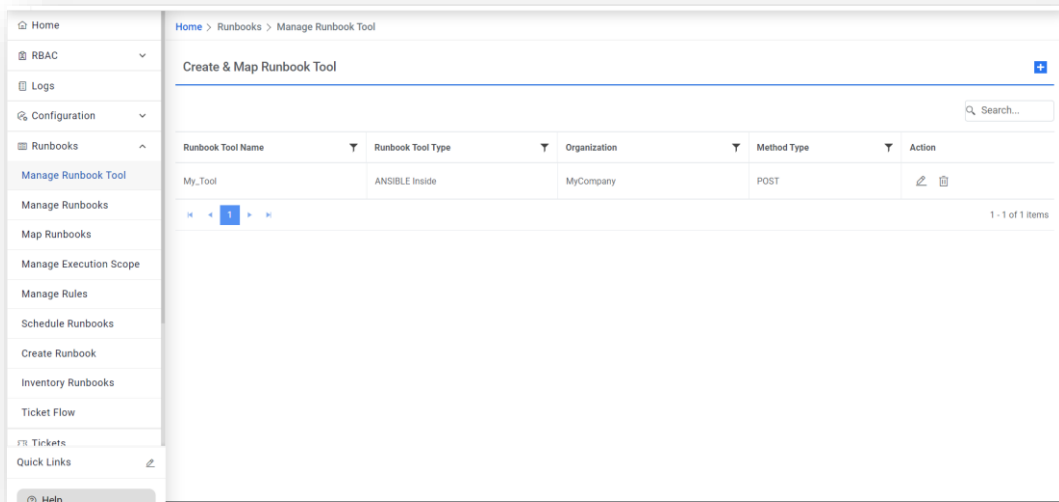 Home
RBAC
Logs
Configuration
Runbooks
Manage Runbook Tool
Manage Runbooks
Map Runbooks
Manage Execution Scope
Manage Rules
Schedule Runbooks
Create Runbook
Inventory Runbooks
Ticket Flow
Tickets
Quick Links
Help
Home > Runbooks > Manage Runbook Tool
Create & Map Runbook Tool
Search...
Runbook Tool Name Runbook Tool Type Organization Method Type Action
My_Tool ANSIBLE Inside MyCompany POST
1 1 - 1 of 1 items